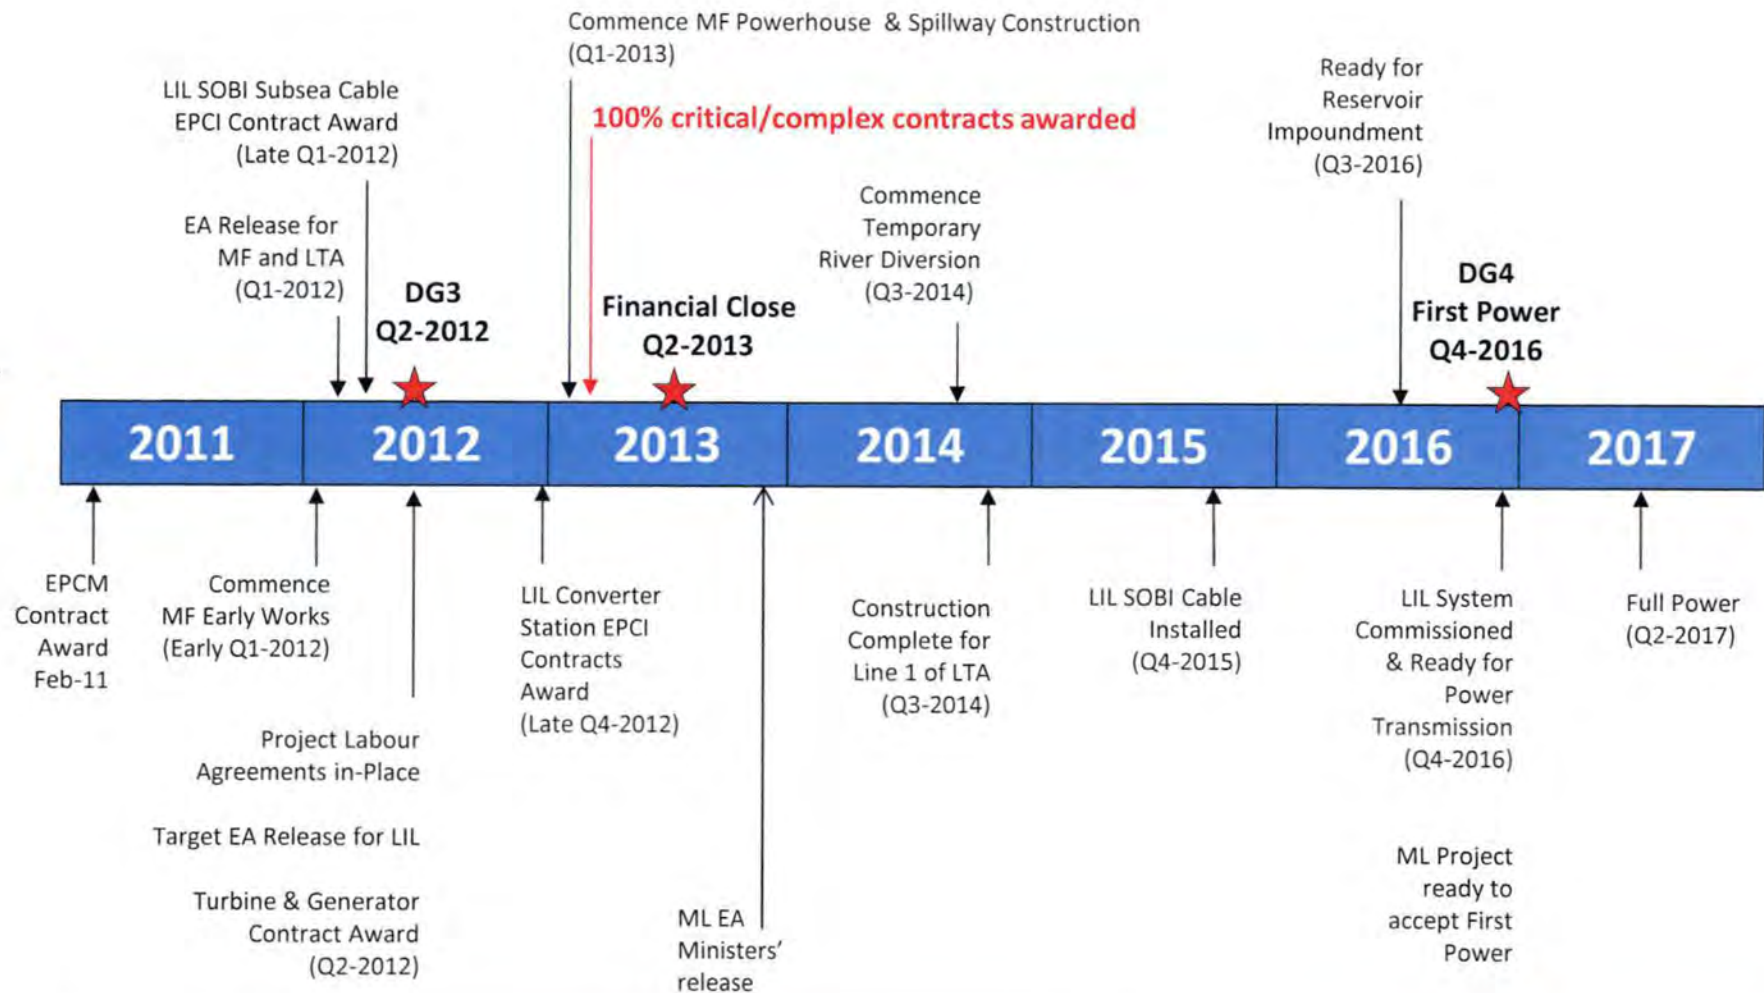 Commence MF Powerhouse & Spillway Construction
(Q1-2013)
LIL SOBI Subsea Cable
EPCI Contract Award
(Late Q1-2012)
100% critical/complex contracts awarded
Ready for
Reservoir
Impoundment
(Q3-2016)
EA Release for
MF and LTA
(Q1-2012)
Commence
Temporary
River Diversion
(Q3-2014)
DG3
Q2-2012
Financial Close
Q2-2013
DG4
First Power
Q4-2016
2011
2012
2013
2014
2015
2016
2017
EPCM
Contract
Award
Feb-11
Commence
MF Early Works
(Early Q1-2012)
Project Labour
Agreements in-Place
Target EA Release for LIL
Turbine & Generator
Contract Award
(Q2-2012)
LIL Converter
Station EPCI
Contracts
Award
(Late Q4-2012)
ML EA
Ministers'
release
Construction
Complete for
Line 1 of LTA
(Q3-2014)
LIL SOBI Cable
Installed
(Q4-2015)
LIL System
Commissioned
& Ready for
Power
Transmission
(Q4-2016)
ML Project
ready to
accept First
Power
Full Power
(Q2-2017)